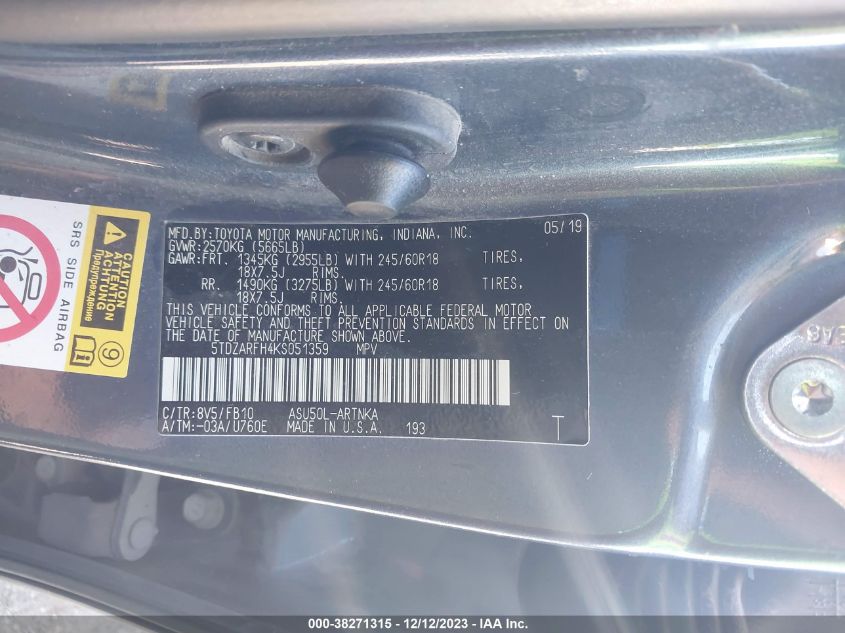 MFD.BY:TOYOTA MOTOR MANUFACTURING, INDIANA, INC. 05/19
GVWR:2570KG (5665LB)
GAWR:FRT. 1345KG (2955LB) WITH 245/60R18 TIRES,
18X7.5J RIMS.
RR. 1490KG (3275LB) WITH 245/60R18 TIRES,
18X7.5J RIMS.
THIS VEHICLE CONFORMS TO ALL APPLICABLE FEDERAL MOTOR
VEHICLE SAFETY AND THEFT PREVENTION STANDARDS IN EFFECT ON
THE DATE OF MANUFACTURE SHOWN ABOVE.
5TDZARFH4KS051359 MPV
C/TR:8V5/FB10 ASU50L-ARTNKA
A/TM:-03A/U760E MADE IN U.S.A. 193
T
SRS SIDE AIRBAG
ATTENTION
Предупреждение
9
000-38271315 - 12/12/2023 - IAA Inc.